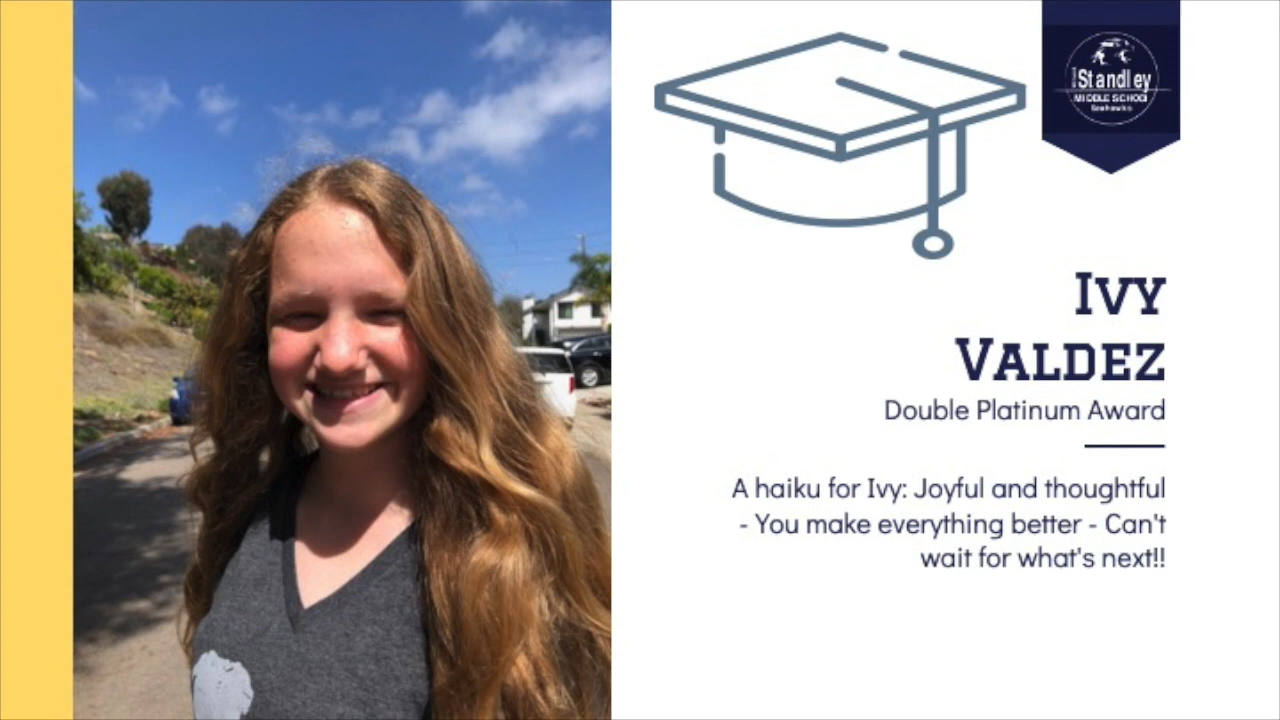 Standley
MIDDLE SCHOOL
Seahawks
Ivy
Valdez
Double Platinum Award
A haiku for Ivy: Joyful and thoughtful
- You make everything better - Can't
wait for what's next!!